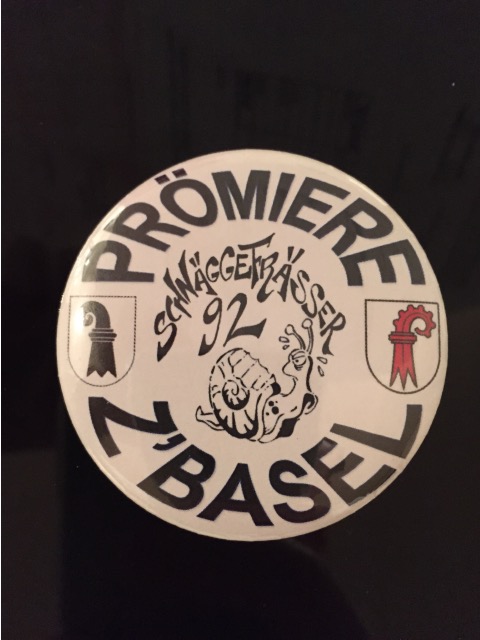 PRÖMIERE
SCHNÄGGEFRÄSSER
92
Z'BASEL